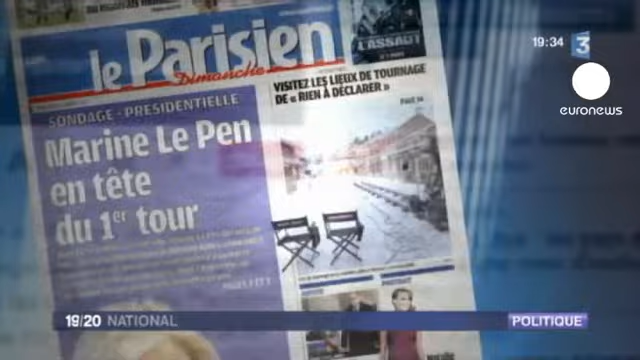 le Parisien
Dimanche
L'ASSAUT
19:34 3
euronews
VISITEZ LES LIEUX DE TOURNAGE
DE « RIEN À DÉCLARER »
SONDAGE - PRESIDENTIELLE
Marine Le Pen
en tête
du 1er tour
19/20 NATIONAL
POLITIQUE